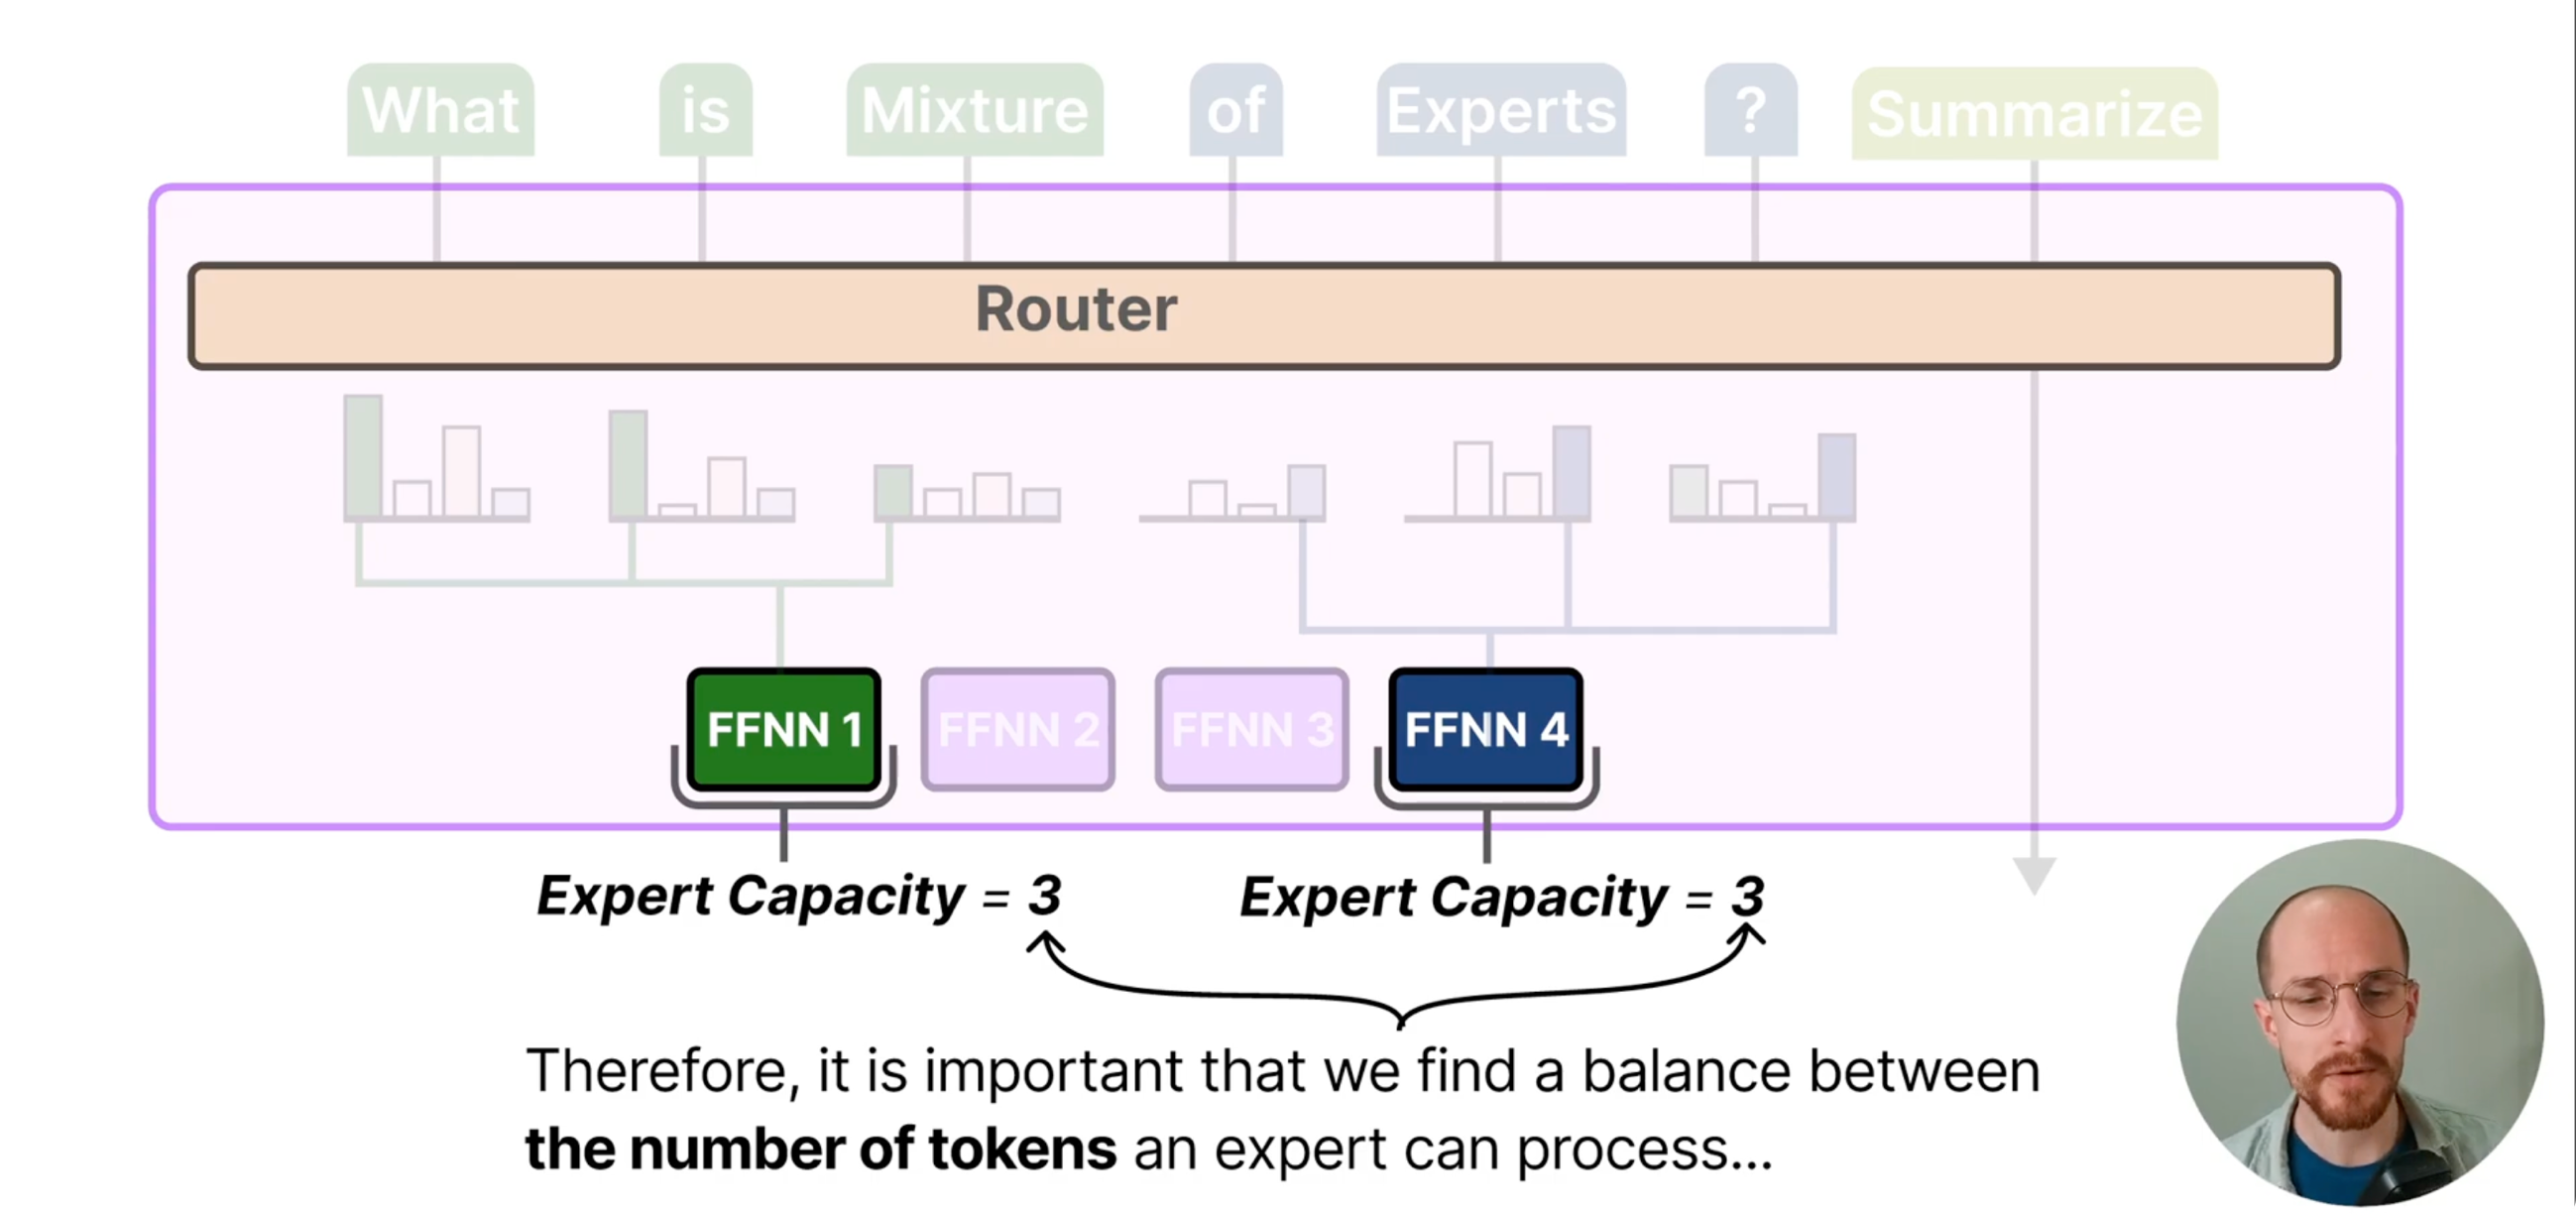 What is Mixture of Experts ? Summarize
Router
FFNN 1 FFNN 2 FFNN 3 FFNN 4
Expert Capacity = 3 Expert Capacity = 3
Therefore, it is important that we find a balance between
the number of tokens an expert can process...